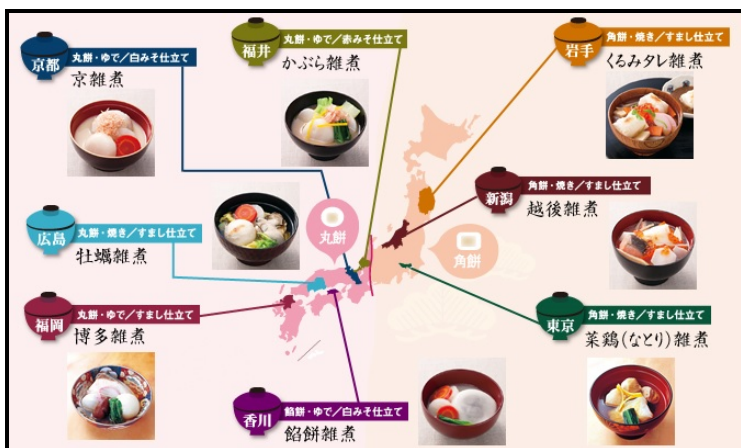 京都
丸餅・ゆで/白みそ仕立て
京雑煮
福井
丸餅・ゆで/赤みそ仕立て
かぶら雑煮
岩手
角餅・焼き/すまし仕立て
くるみタレ雑煮
新潟
角餅・焼き/すまし仕立て
越後雑煮
広島
丸餅・焼き/すまし仕立て
牡蠣雑煮
丸餅
角餅
福岡
丸餅・ゆで/すまし仕立て
博多雑煮
東京
角餅・焼き/すまし仕立て
菜鶏(なとり)雑煮
香川
餡餅・ゆで/白みそ仕立て
餡餅雑煮